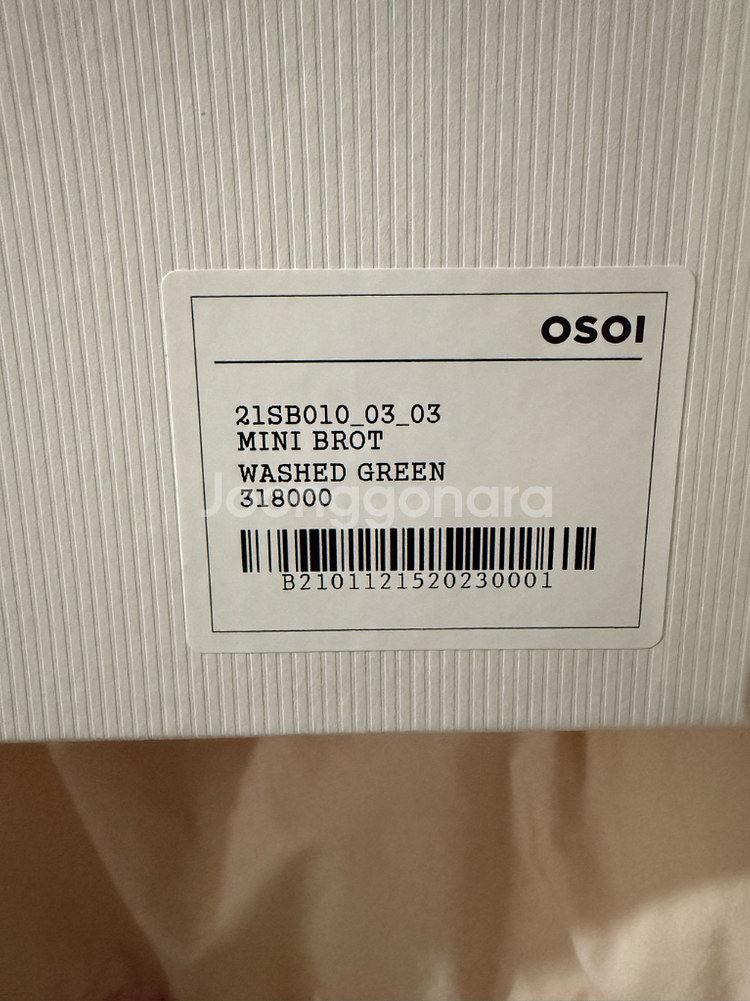 OSOI
21SB010_03_03
MINI BROT
WASHED GREEN
318000
Joonggonara
B2101121520230001